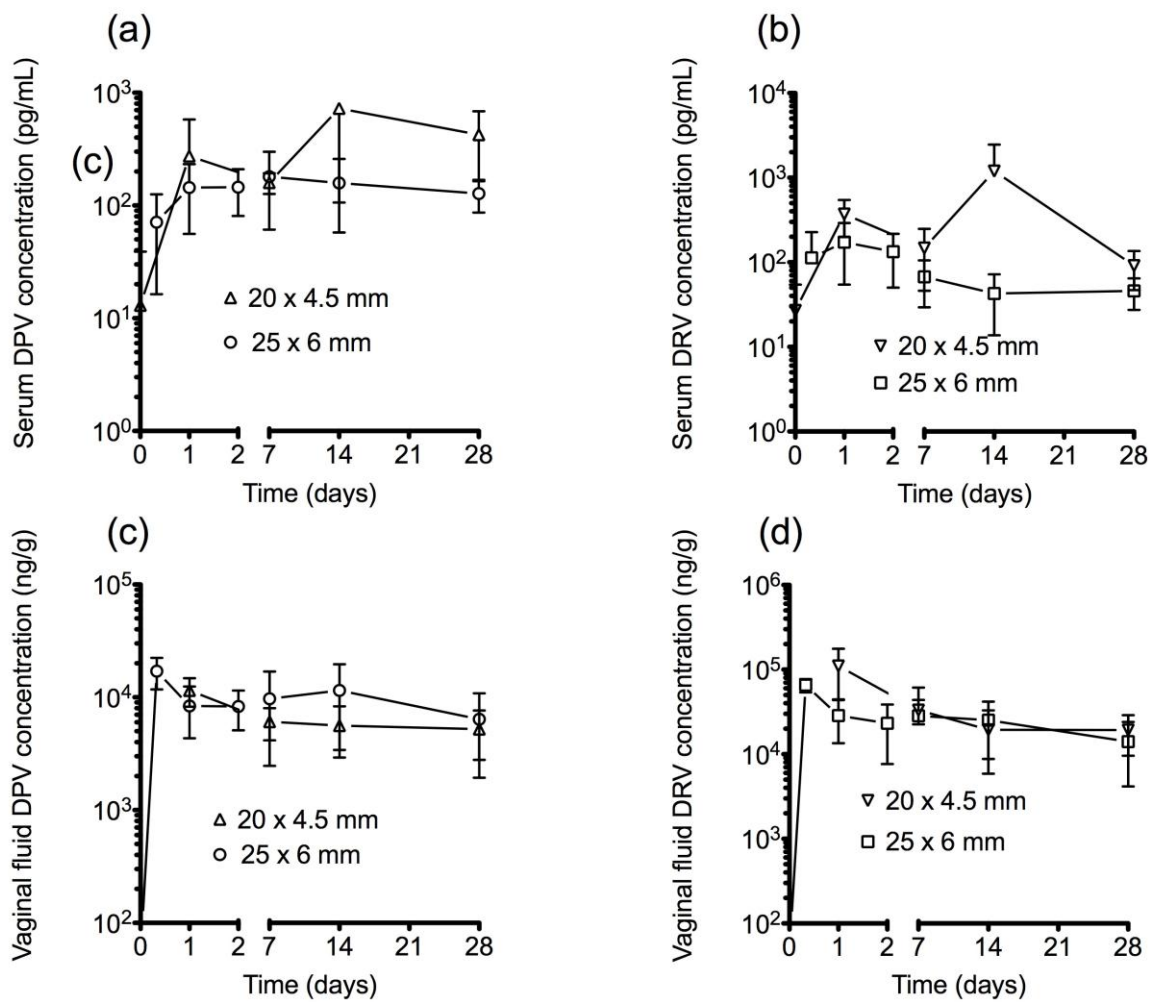 (a)
Serum DPV concentration (pg/mL)
10³
(c)
10²
10¹
10⁰
△ 20 x 4.5 mm
○ 25 x 6 mm
0 1 2 7 14 21 28
Time (days)
(b)
Serum DRV concentration (pg/mL)
10⁴
10³
10²
10¹
10⁰
▽ 20 x 4.5 mm
□ 25 x 6 mm
0 1 2 7 14 21 28
Time (days)
(c)
Vaginal fluid DPV concentration (ng/g)
10⁵
10⁴
10³
10²
△ 20 x 4.5 mm
○ 25 x 6 mm
0 1 2 7 14 21 28
Time (days)
(d)
Vaginal fluid DRV concentration (ng/g)
10⁶
10⁵
10⁴
10³
10²
▽ 20 x 4.5 mm
□ 25 x 6 mm
0 1 2 7 14 21 28
Time (days)